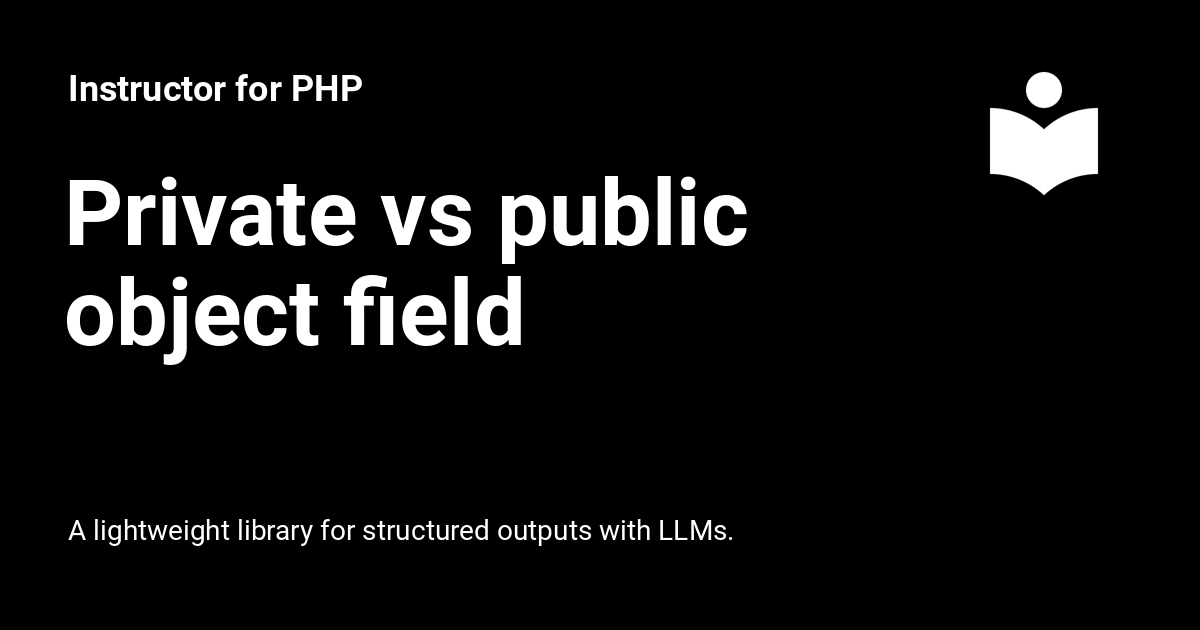 Instructor for PHP
Private vs public
object field
A lightweight library for structured outputs with LLMs.